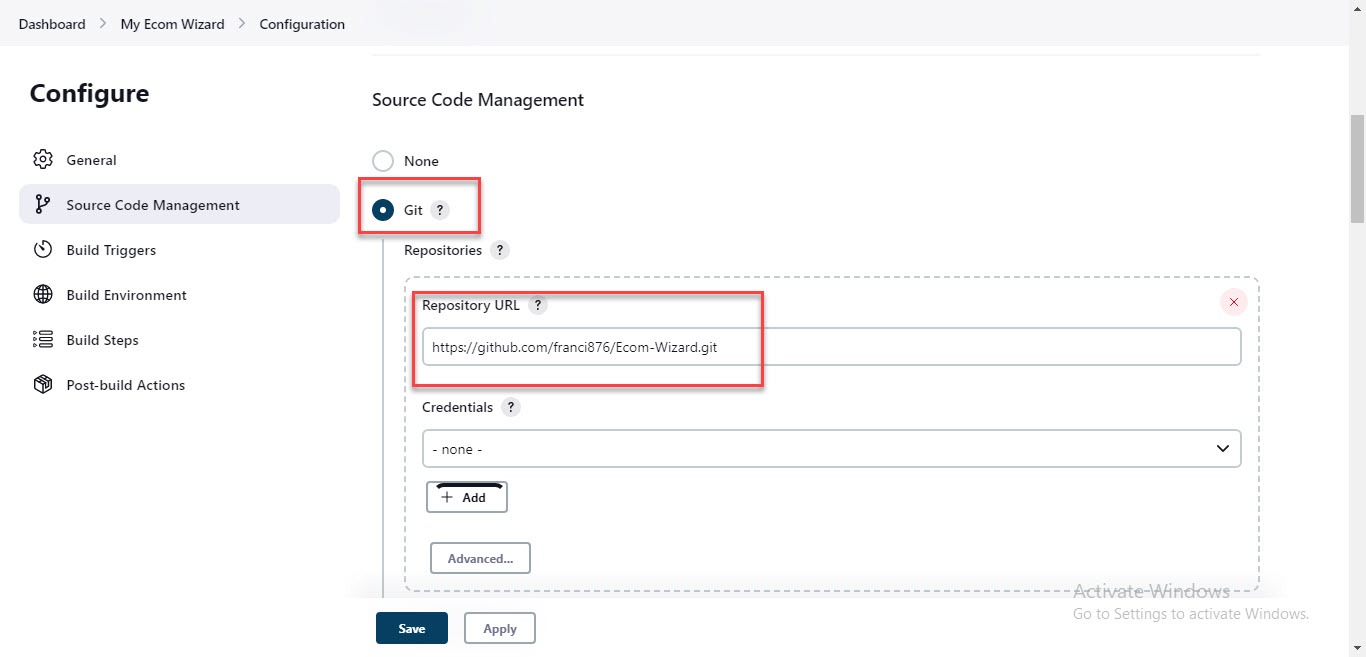 Dashboard > My Ecom Wizard > Configuration
Configure
General
Source Code Management
Build Triggers
Build Environment
Build Steps
Post-build Actions
Source Code Management
None
Git ?
Repositories ?
Repository URL ?
https://github.com/franci876/Ecom-Wizard.git
Credentials ?
- none -
+ Add
Advanced...
Save Apply
Activate Windows
Go to Settings to activate Windows.